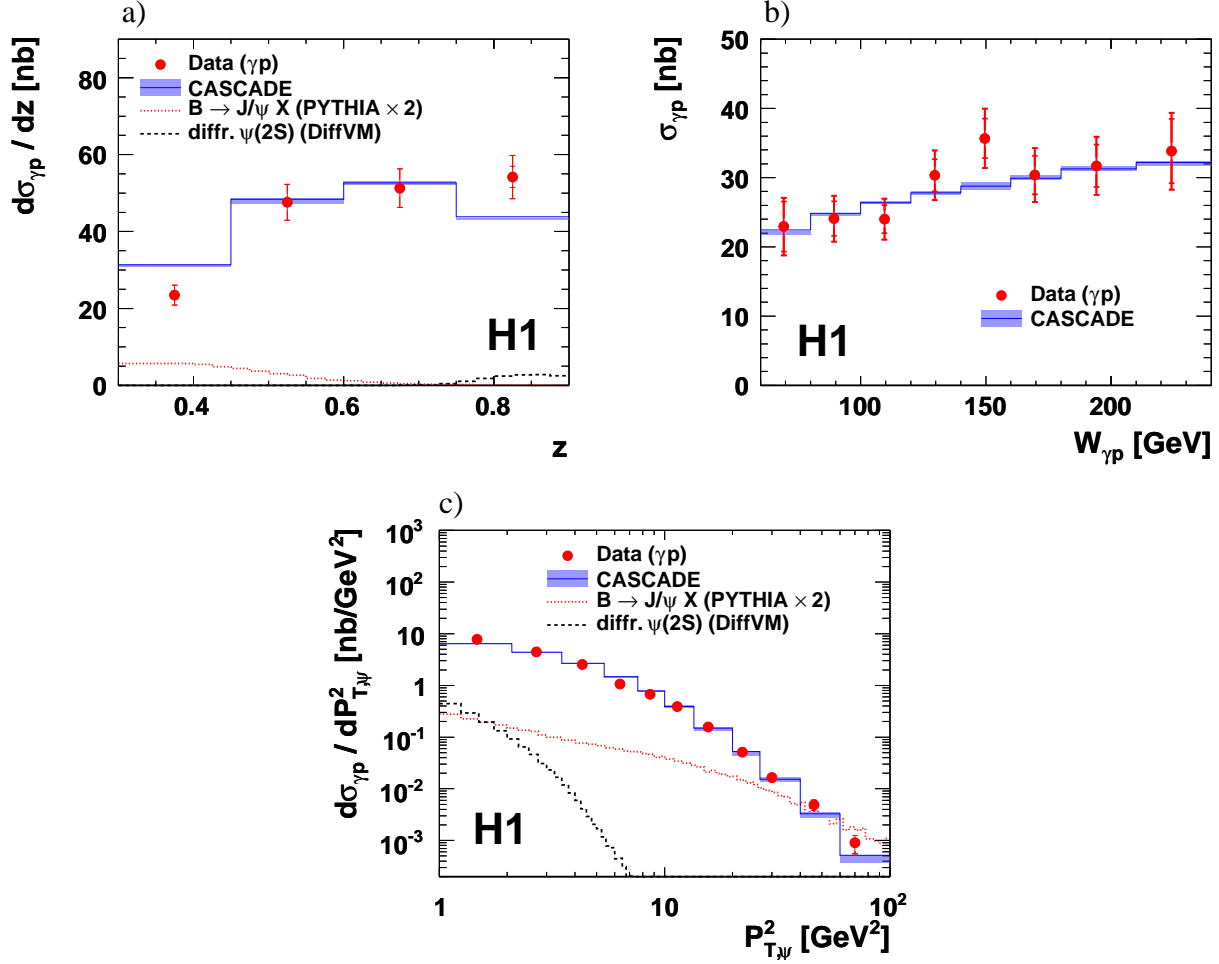 a)
dσγp / dz [nb]
80
60
40
20
0
Data (γp)
CASCADE
B → J/ψ X (PYTHIA × 2)
diffr. ψ(2S) (DiffVM)
H1
0.4 0.6 0.8
z
b)
σγp [nb]
50
40
30
20
10
0
Data (γp)
CASCADE
H1
100 150 200
Wγp [GeV]
c)
dσγp / dP²T,ψ [nb/GeV²]
10³
10²
10
1
10⁻¹
10⁻²
10⁻³
Data (γp)
CASCADE
B → J/ψ X (PYTHIA × 2)
diffr. ψ(2S) (DiffVM)
H1
1 10 10²
P²T,ψ [GeV²]